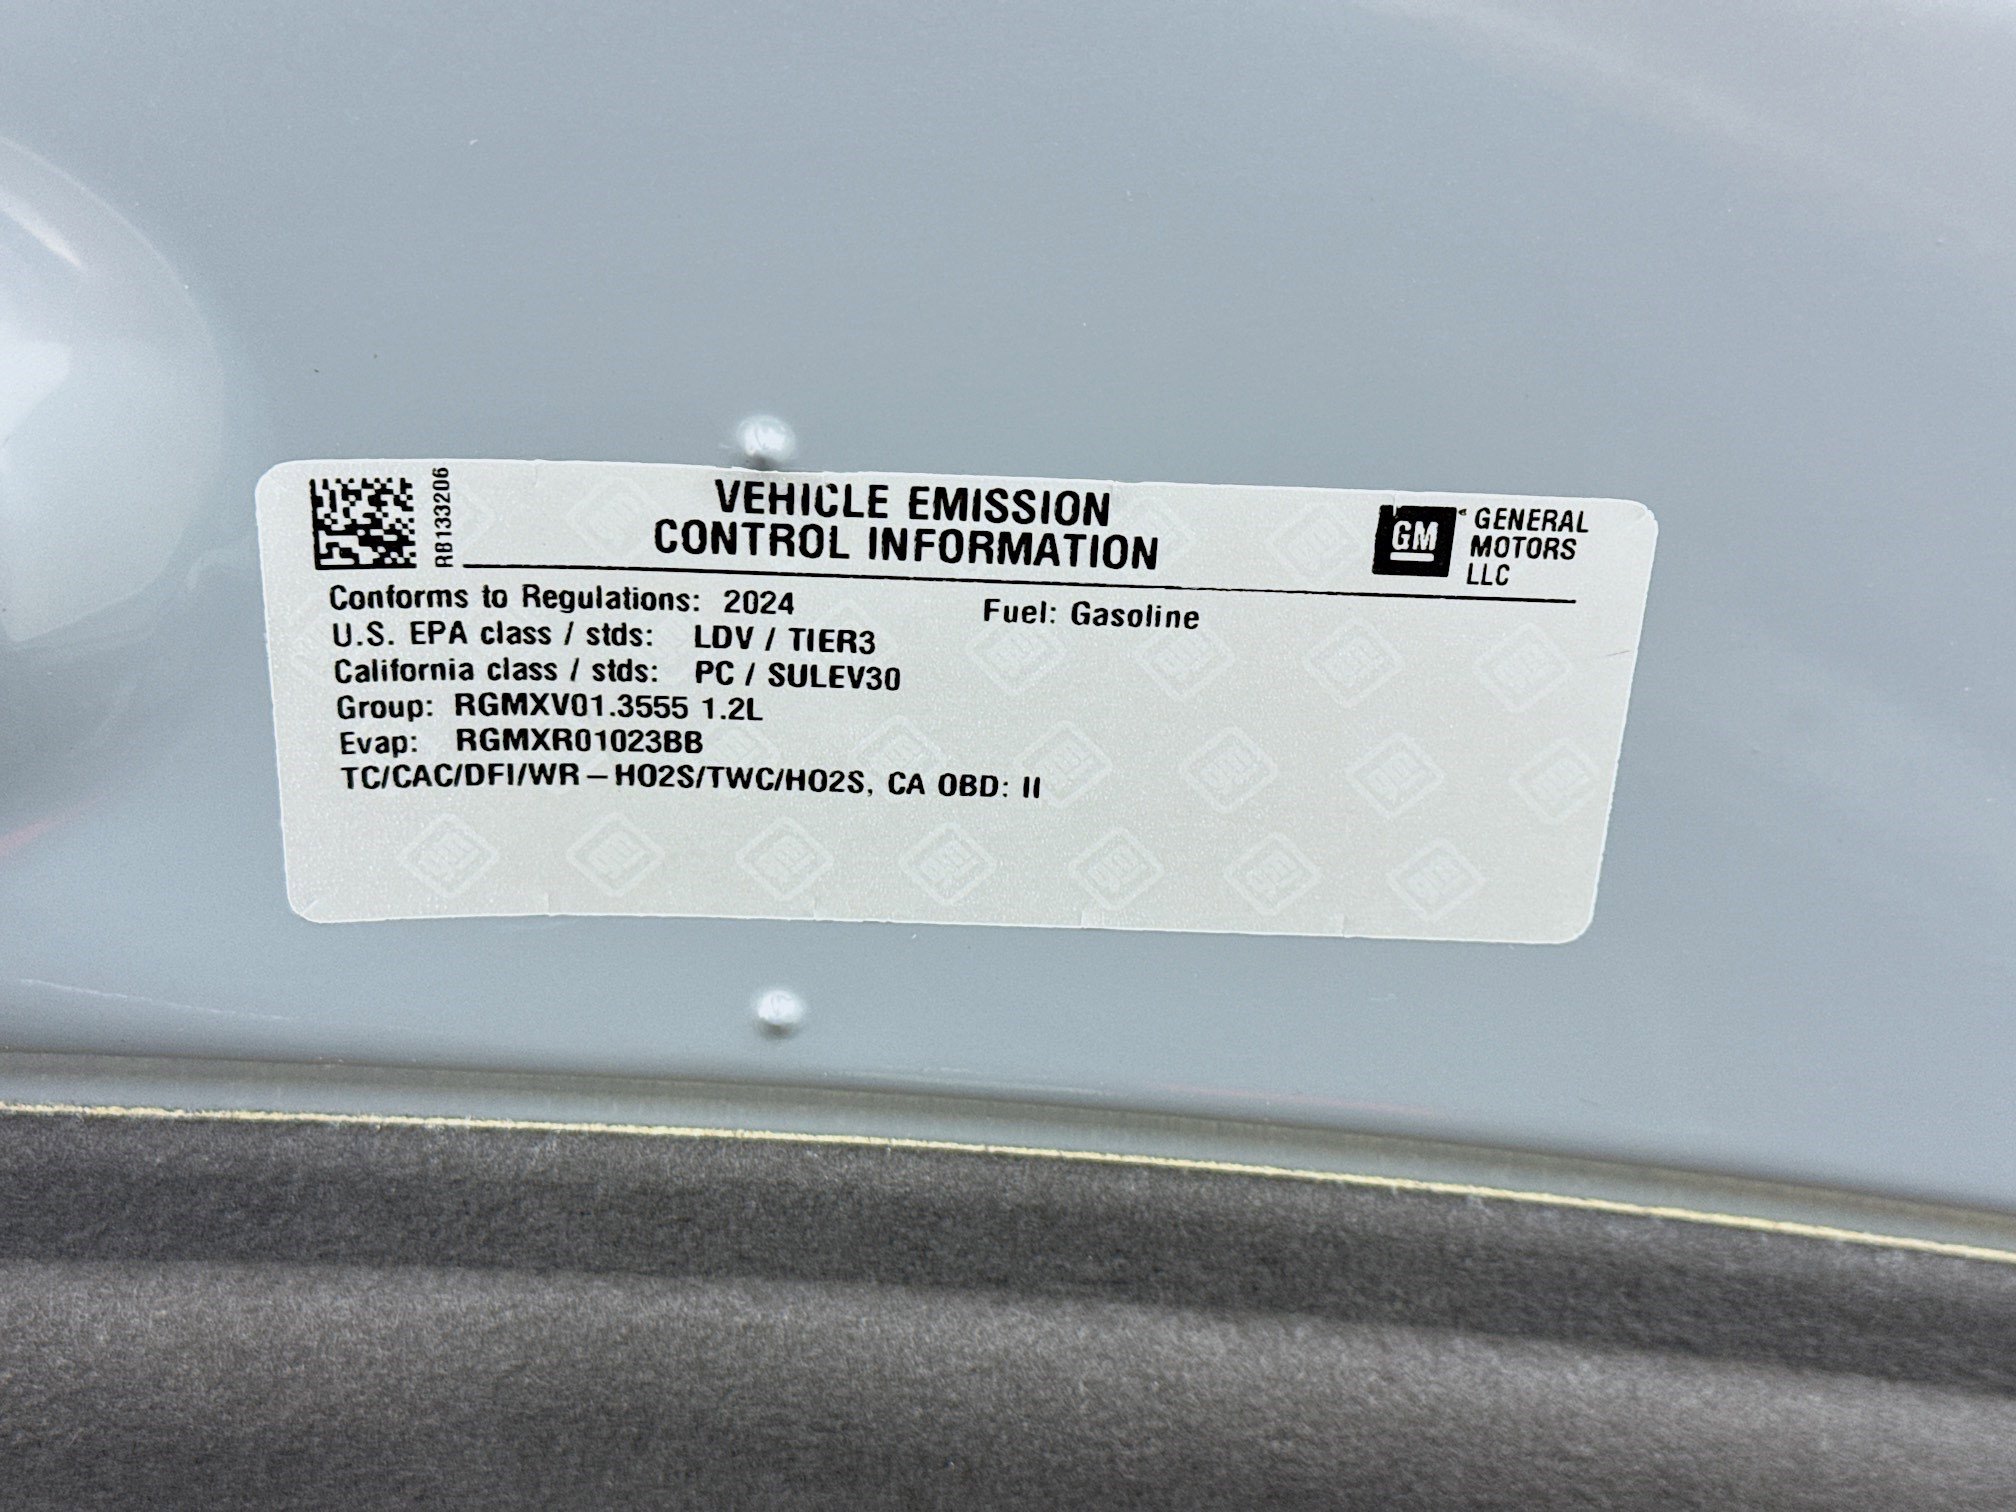 RB133206
VEHICLE EMISSION
CONTROL INFORMATION
GM
GENERAL
MOTORS
LLC
Conforms to Regulations: 2024 Fuel: Gasoline
U.S. EPA class / stds: LDV / TIER3
California class / stds: PC / SULEV30
Group: RGMXV01.3555 1.2L
Evap: RGMXR01023BB
TC/CAC/DFI/WR – HO2S/TWC/HO2S, CA OBD: II